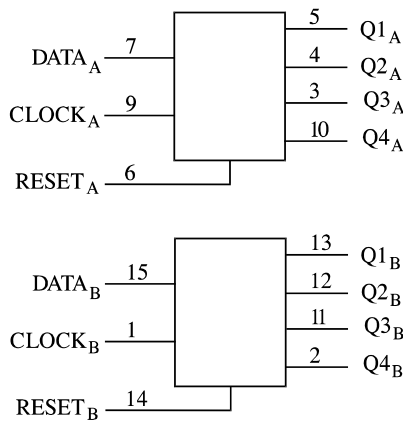 5 Q1A
DATAA 7 4 Q2A
CLOCKA 9 3 Q3A
10 Q4A
RESETA 6
13 Q1B
DATAB 15 12 Q2B
CLOCKB 1 11 Q3B
2 Q4B
RESETB 14